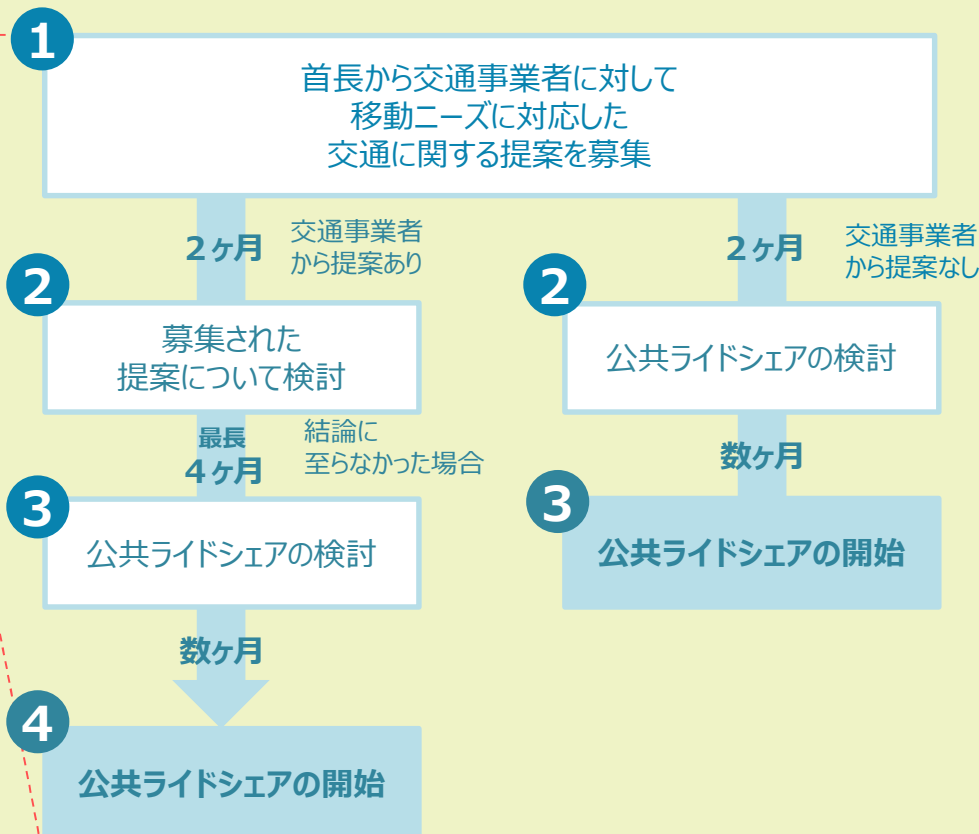 1
首長から交通事業者に対して
移動ニーズに対応した
交通に関する提案を募集
2ヶ月
交通事業者
から提案あり
2
募集された
提案について検討
最長
4ヶ月
結論に
至らなかった場合
3
公共ライドシェアの検討
数ヶ月
4
公共ライドシェアの開始
2ヶ月
交通事業者
から提案なし
2
公共ライドシェアの検討
数ヶ月
3
公共ライドシェアの開始